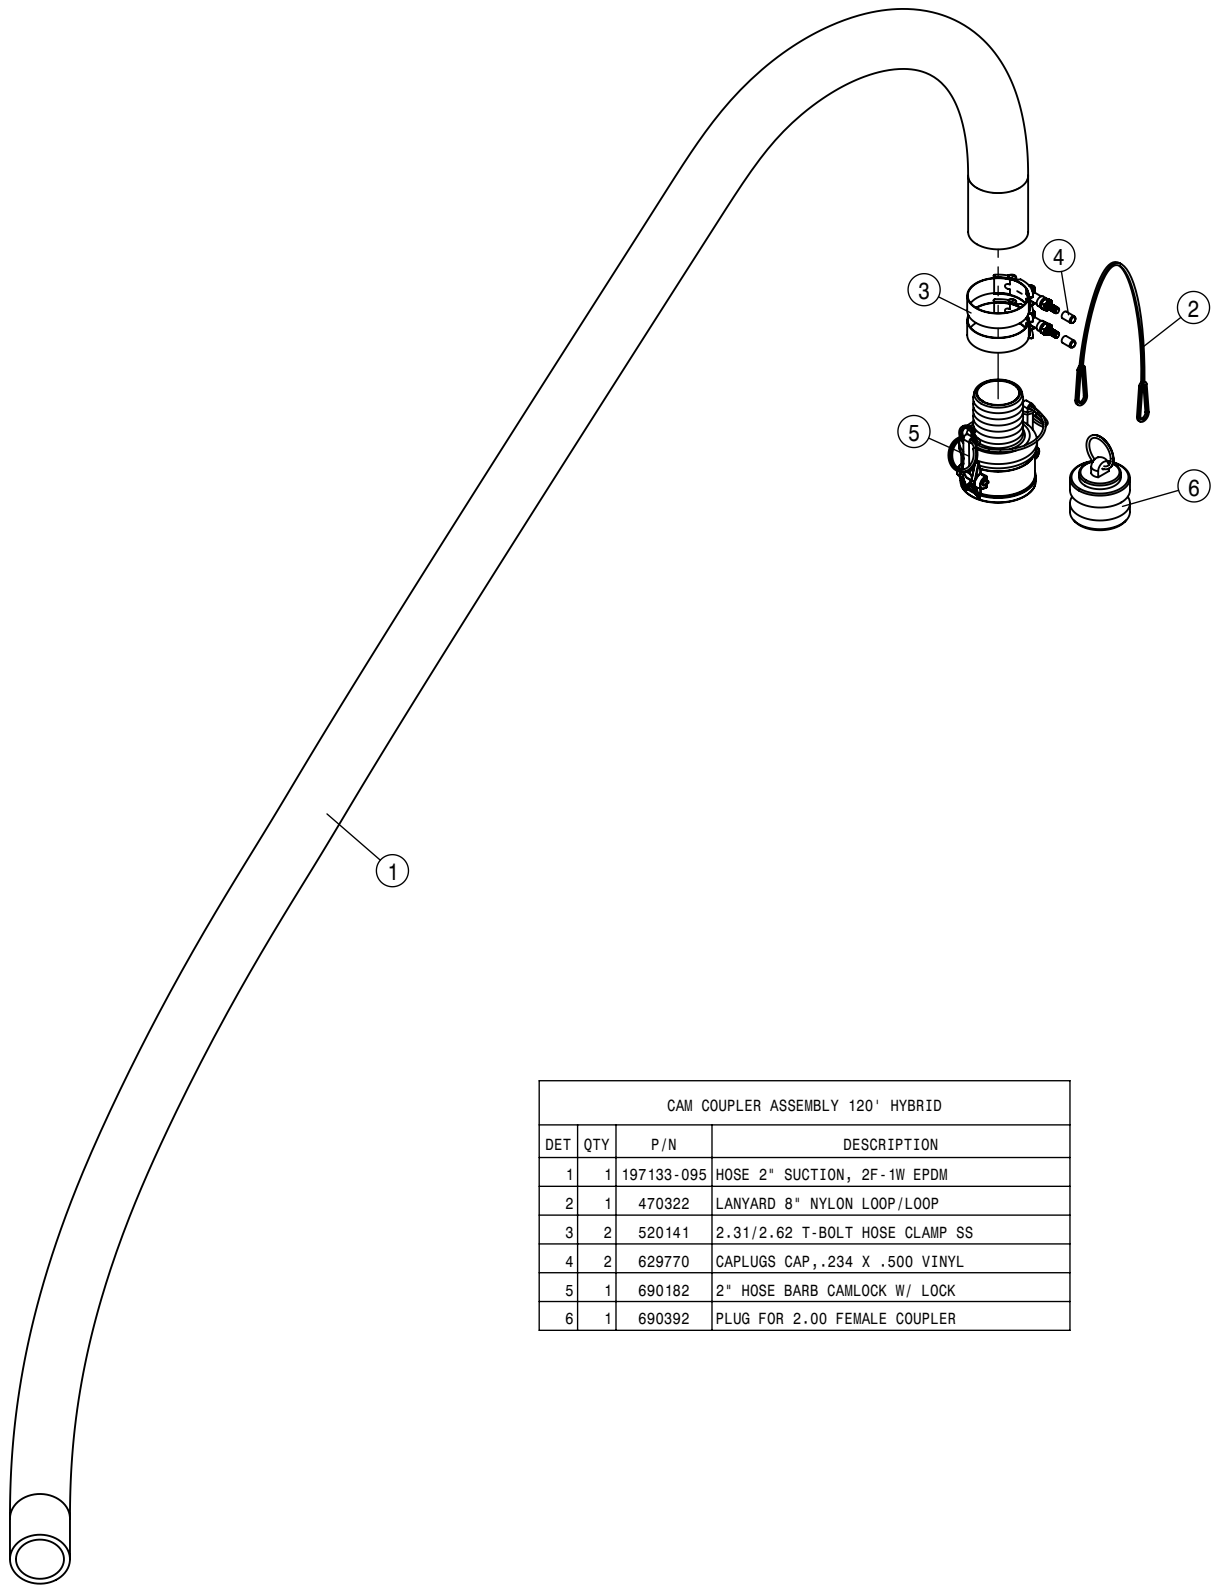 4
3
2
5
6
1
CAM COUPLER ASSEMBLY 120' HYBRID
DET QTY P/N DESCRIPTION
1 1 197133-095 HOSE 2" SUCTION, 2F-1W EPDM
2 1 470322 LANYARD 8" NYLON LOOP/LOOP
3 2 520141 2.31/2.62 T-BOLT HOSE CLAMP SS
4 2 629770 CAPLUGS CAP,.234 X .500 VINYL
5 1 690182 2" HOSE BARB CAMLOCK W/ LOCK
6 1 690392 PLUG FOR 2.00 FEMALE COUPLER